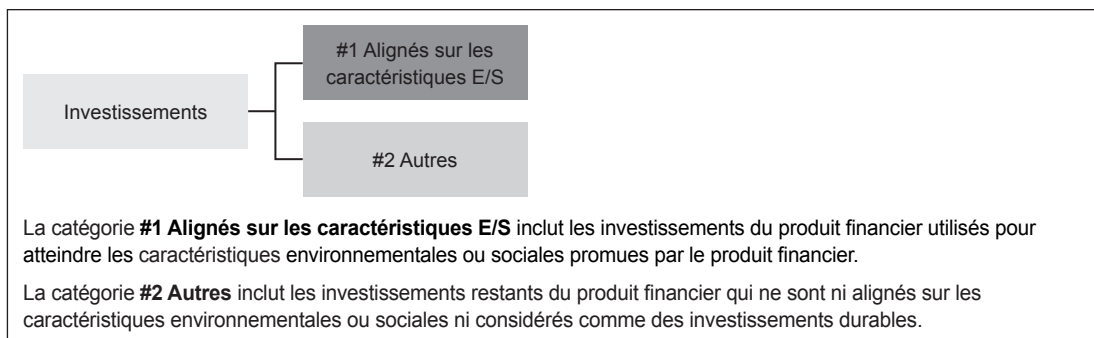 #1 Alignés sur les
caractéristiques E/S
Investissements
#2 Autres
La catégorie #1 Alignés sur les caractéristiques E/S inclut les investissements du produit financier utilisés pour
atteindre les caractéristiques environnementales ou sociales promues par le produit financier.
La catégorie #2 Autres inclut les investissements restants du produit financier qui ne sont ni alignés sur les
caractéristiques environnementales ou sociales ni considérés comme des investissements durables.